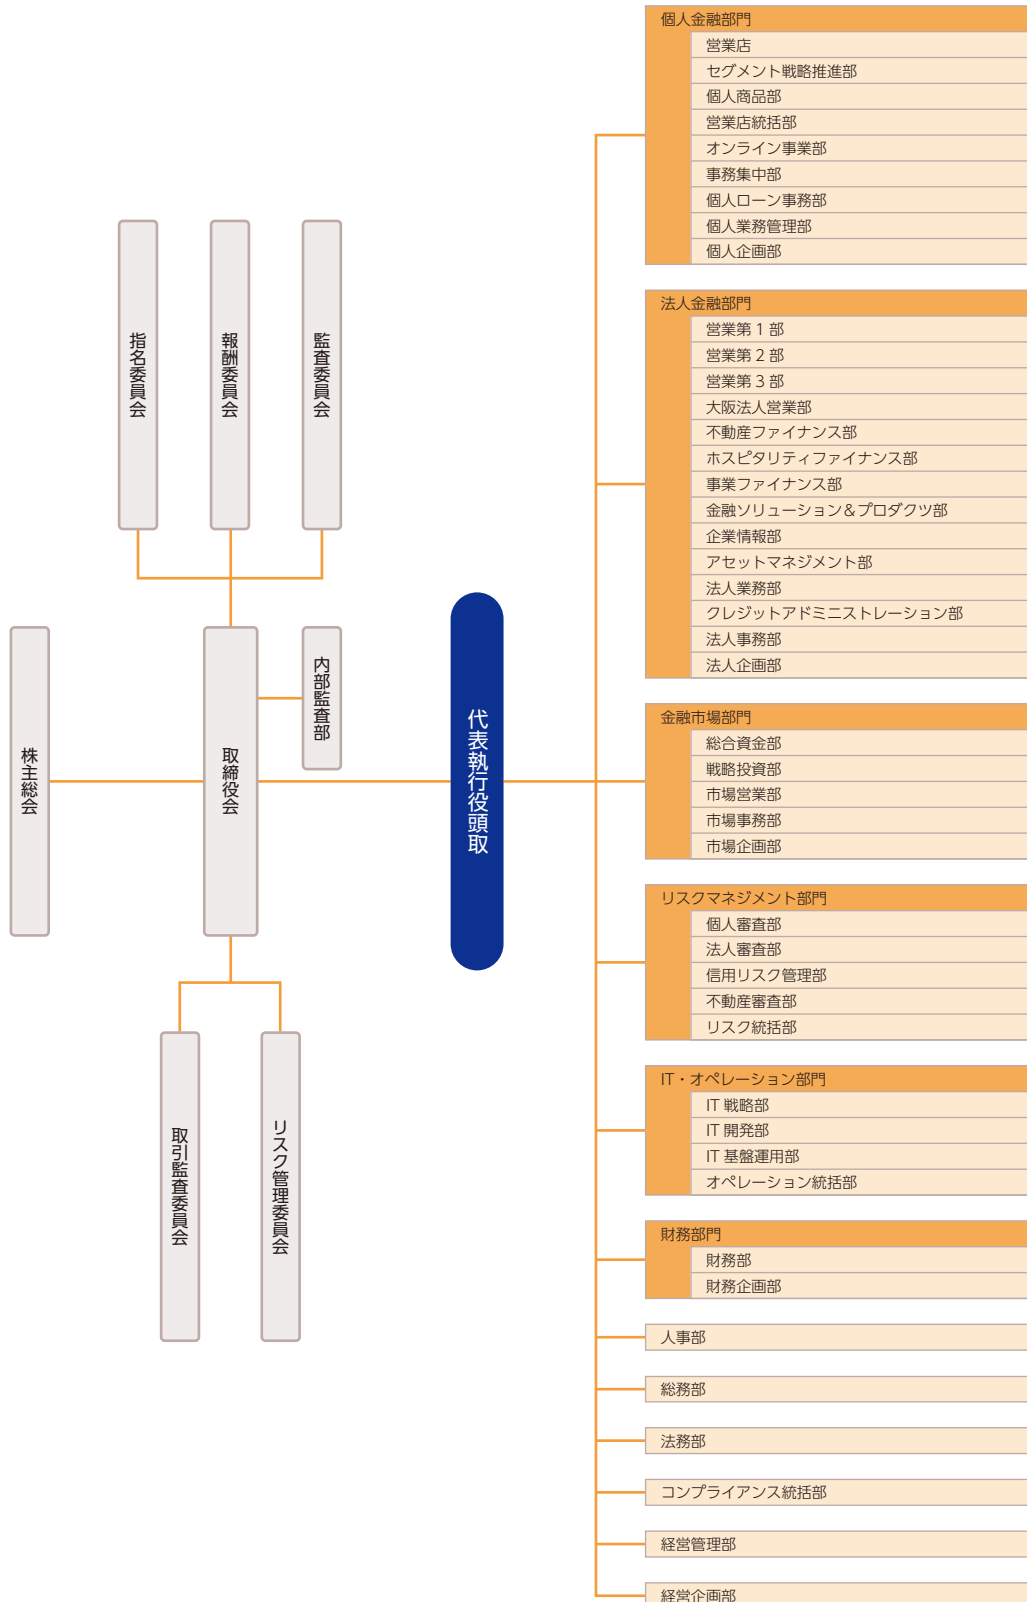 指名委員会
報酬委員会
監査委員会
株主総会
取締役会
内部監査部
取引監査委員会
リスク管理委員会
代表執行役頭取
個人金融部門
営業店
セグメント戦略推進部
個人商品部
営業店統括部
オンライン事業部
事務集中部
個人ローン事務部
個人業務管理部
個人企画部
法人金融部門
営業第1部
営業第2部
営業第3部
大阪法人営業部
不動産ファイナンス部
ホスピタリティファイナンス部
事業ファイナンス部
金融ソリューション&プロダクツ部
企業情報部
アセットマネジメント部
法人業務部
クレジットアドミニストレーション部
法人事務部
法人企画部
金融市場部門
総合資金部
戦略投資部
市場営業部
市場事務部
市場企画部
リスクマネジメント部門
個人審査部
法人審査部
信用リスク管理部
不動産審査部
リスク統括部
IT・オペレーション部門
IT戦略部
IT開発部
IT基盤運用部
オペレーション統括部
財務部門
財務部
財務企画部
人事部
総務部
法務部
コンプライアンス統括部
経営管理部
経営企画部